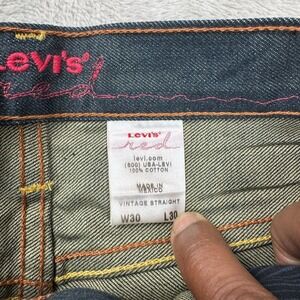 Levi's
red
Levi's
red
levi.com
(800) USA-LEVI
100% COTTON
MADE IN
MEXICO
VINTAGE STRAIGHT
W30 L30